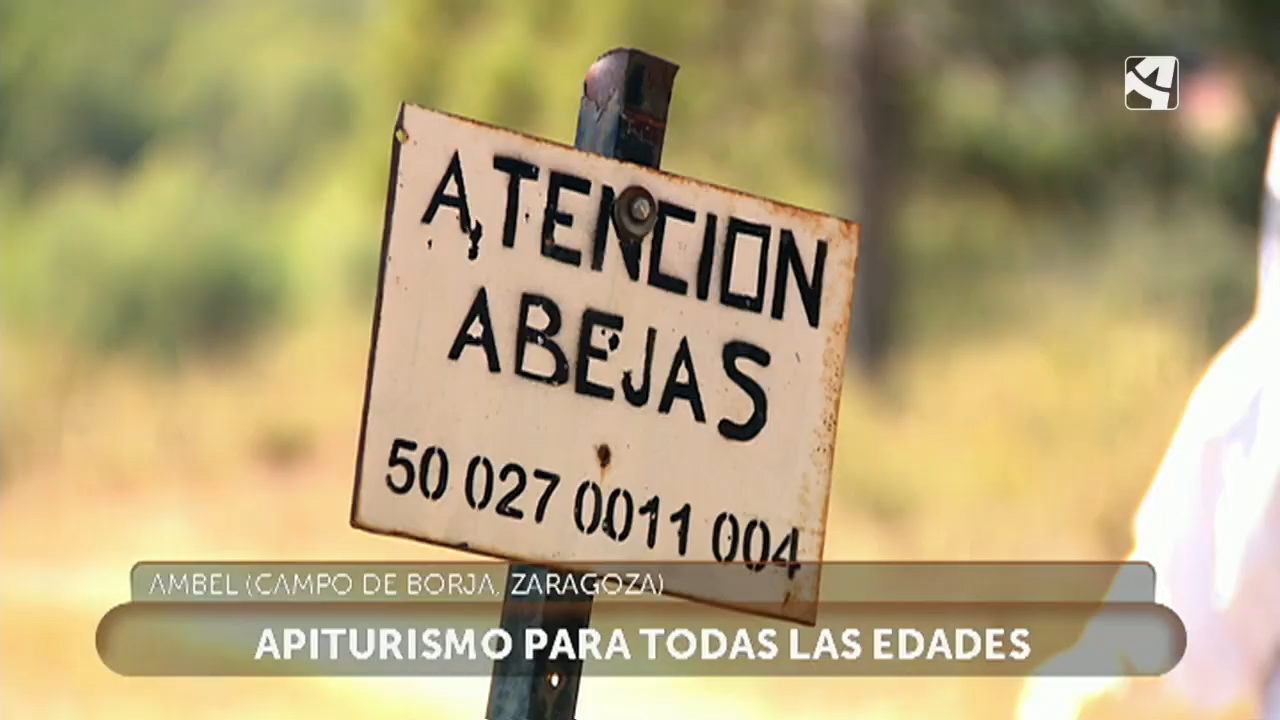 ATENCION
ABEJAS
50 027 0011 004
AMBEL (CAMPO DE BORJA, ZARAGOZA)
APITURISMO PARA TODAS LAS EDADES